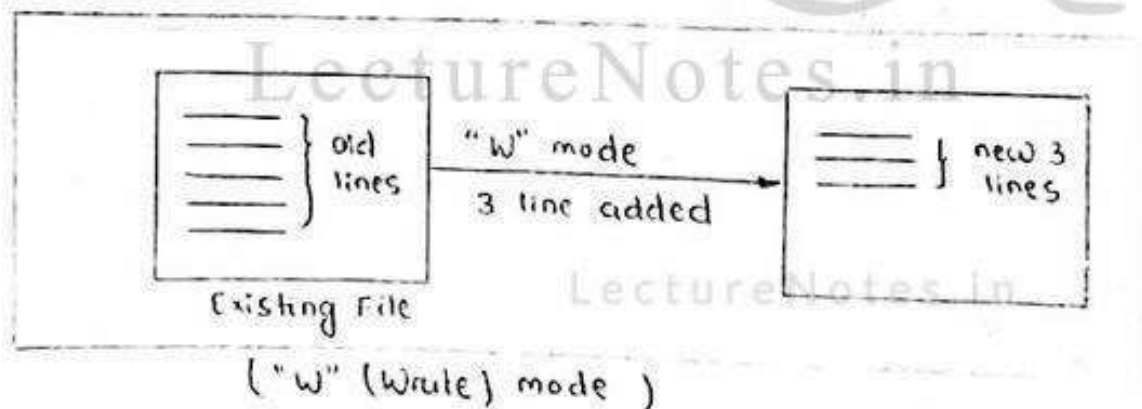 LectureNotes.in
old
lines
"W" mode
3 line added
new 3
lines
Existing File
LectureNotes.in
("W" (Write) mode )